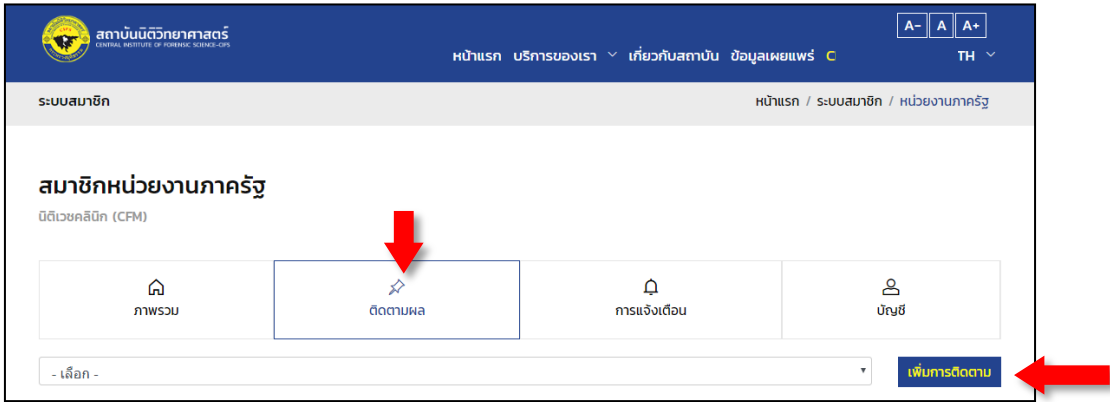 สถาบันนิติวิทยาศาสตร์
CENTRAL INSTITUTE OF FORENSIC SCIENCE-CIFS
A- A A+
หน้าแรก บริการของเรา เกี่ยวกับสถาบัน ข้อมูลเผยแพร่ C TH
ระบบสมาชิก
หน้าแรก / ระบบสมาชิก / หน่วยงานภาครัฐ
สมาชิกหน่วยงานภาครัฐ
นิติเวชคลินิก (CFM)
ภาพรวม
ติดตามผล
การแจ้งเตือน
บัญชี
- เลือก -
เพิ่มการติดตาม